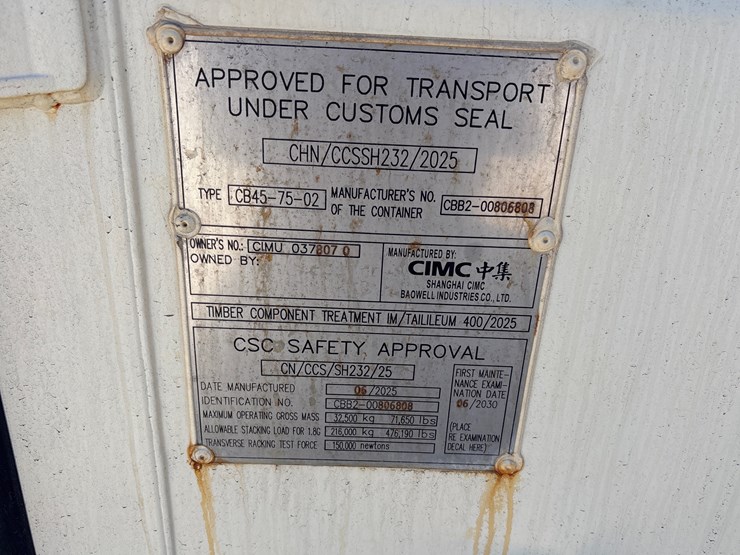 APPROVED FOR TRANSPORT
UNDER CUSTOMS SEAL
CHN/CCSSH232/2025
TYPE CB45-75-02 MANUFACTURER'S NO. OF THE CONTAINER CBB2-00806808
OWNER'S NO.: CIMU 037807 0
OWNED BY:
MANUFACTURED BY:
CIMC 中集
SHANGHAI CIMC
BAOWELL INDUSTRIES CO., LTD.
TIMBER COMPONENT TREATMENT IM/TAILILEUM 400/2025
CSC SAFETY APPROVAL
CN/CCS/SH232/25
DATE MANUFACTURED 06/2025
IDENTIFICATION NO. CBB2-00806808
MAXIMUM OPERATING GROSS MASS 32,500 kg 71,650 lbs
ALLOWABLE STACKING LOAD FOR 1.8G 216,000 kg 476,190 lbs
TRANSVERSE RACKING TEST FORCE 150,000 newtons
FIRST MAINTE-
NANCE EXAMI-
NATION DATE
06/2030
(PLACE
RE EXAMINATION
DECAL HERE)